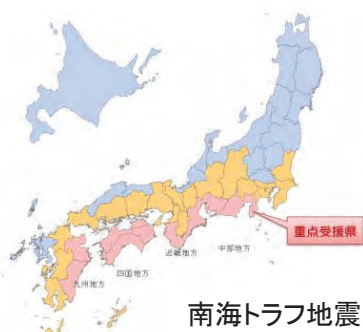 重点受援県
近畿地方
中部地方
四国地方
九州地方
南海トラフ地震